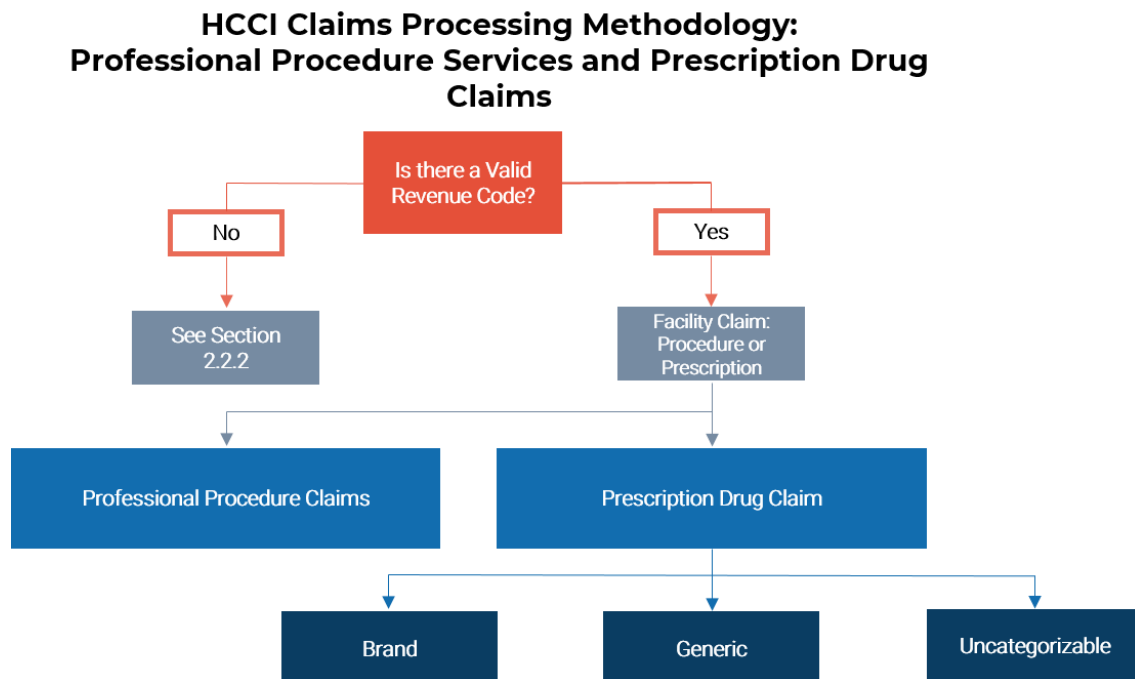 HCCI Claims Processing Methodology:
Professional Procedure Services and Prescription Drug
Claims
Is there a Valid
Revenue Code?
No
Yes
See Section
2.2.2
Facility Claim:
Procedure or
Prescription
Professional Procedure Claims
Prescription Drug Claim
Brand
Generic
Uncategorizable